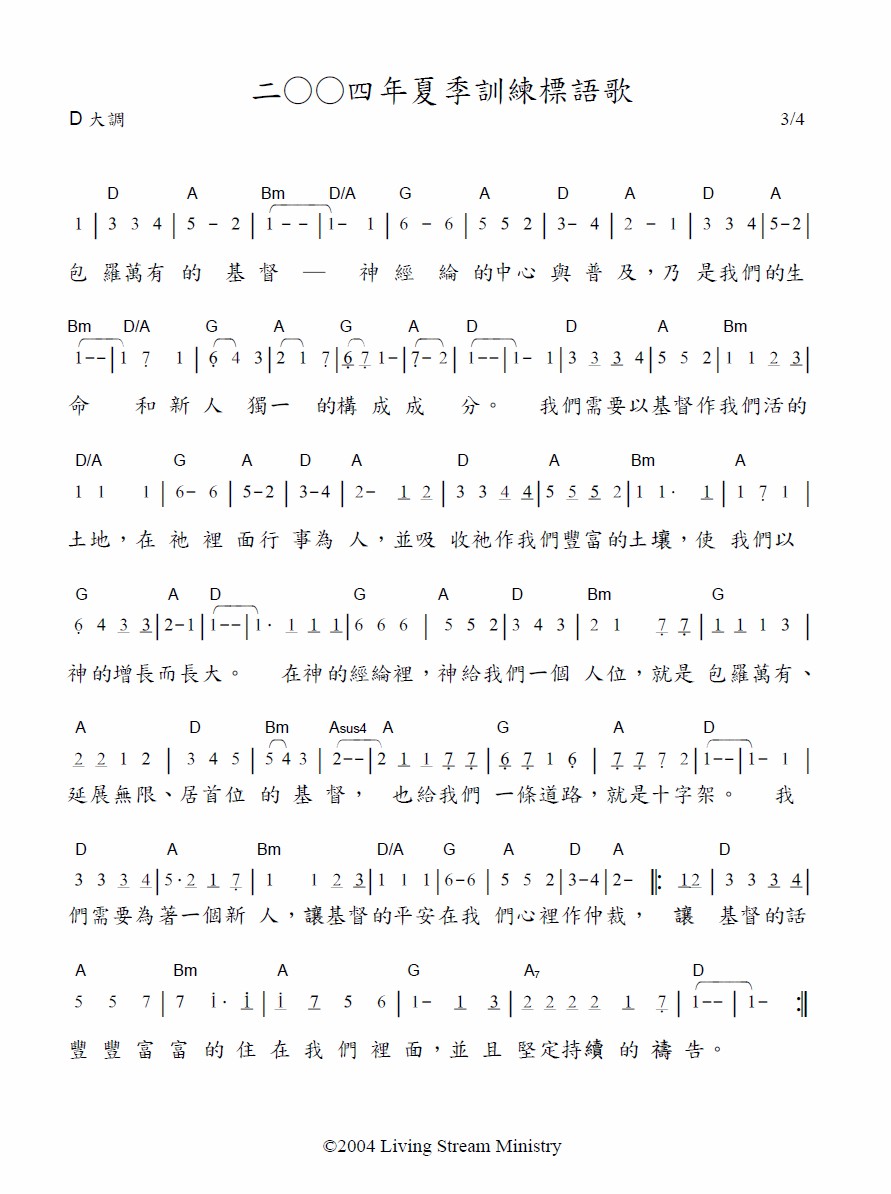 二〇〇四年夏季訓練標語歌
D 大調 3/4
D A Bm D/A G A D A D A
1 | 3 3 4 | 5 - 2 | 1 - - | 1- 1 | 6 - 6 | 5 5 2 | 3- 4 | 2 - 1 | 3 3 4 | 5-2 |
包 羅萬有 的 基 督 — 神 經 綸 的中心 與 普 及，乃 是我們的生
Bm D/A G A G A D D A Bm
1--|1 7̣ 1 | 6̣ 4 3 | 2 1 7̣ | 6̣ 7̣ 1- | 7̣- 2 | 1-- | 1- 1 | 3 3 3 4 | 5 5 2 | 1 1 2 3 |
命 和 新 人 獨 一 的構 成 成 分。 我們需要以基督作我們活的
D/A G A D A D A Bm A
1 1 1 | 6- 6 | 5-2 | 3-4 | 2- 1 2 | 3 3 4 4 | 5 5 5 2 | 1 1· 1 | 1 7̣ 1 |
土地，在 祂 裡 面行 事為 人，並吸 收祂作我們豐富的土壤，使 我們以
G A D G A D Bm G
6̣ 4 3 3 | 2-1 | 1-- | 1· 1 1 1 | 6 6 6 | 5 5 2 | 3 4 3 | 2 1 7̣ 7̣ | 1 1 1 3 |
神的增長而長大。 在神的經綸裡，神給我們一個 人位，就是 包羅萬有、
A D Bm Asus4 A G A D
2 2 1 2 | 3 4 5 | 5 4 3 | 2-- | 2 1 1 7̣ 7̣ | 6̣ 7̣ 1 6̣ | 7̣ 7̣ 7̣ 2 | 1-- | 1- 1 |
延展無限、居首位 的 基 督， 也給我們 一條道路，就是十字架。 我
D A Bm D/A G A D A D
3 3 3 4 | 5·2 1 7̣ | 1 1 2 3 | 1 1 1 | 6-6 | 5 5 2 | 3-4 | 2- ‖: 12 | 3 3 3 4 |
們需要為著一個新 人，讓基督的平安在我 們心裡作仲裁， 讓 基督的話
A Bm A G A7 D
5 5 7 | 7 i· i | i 7 5 6 | 1- 1 3 | 2 2 2 2 1 7̣ | 1-- | 1- :‖
豐 豐 富 富 的 住 在 我 們 裡 面，並 且 堅定持續 的 禱 告。
©2004 Living Stream Ministry